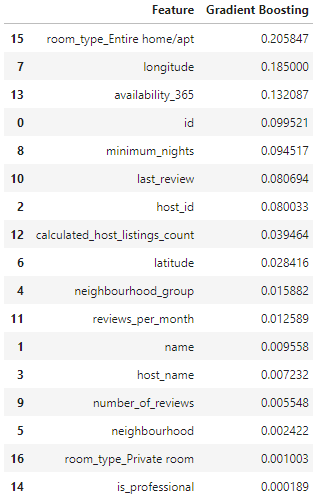 Feature Gradient Boosting
15 room_type_Entire home/apt 0.205847
7 longitude 0.185000
13 availability_365 0.132087
0 id 0.099521
8 minimum_nights 0.094517
10 last_review 0.080694
2 host_id 0.080033
12 calculated_host_listings_count 0.039464
6 latitude 0.028416
4 neighbourhood_group 0.015882
11 reviews_per_month 0.012589
1 name 0.009558
3 host_name 0.007232
9 number_of_reviews 0.005548
5 neighbourhood 0.002422
16 room_type_Private room 0.001003
14 is_professional 0.000189